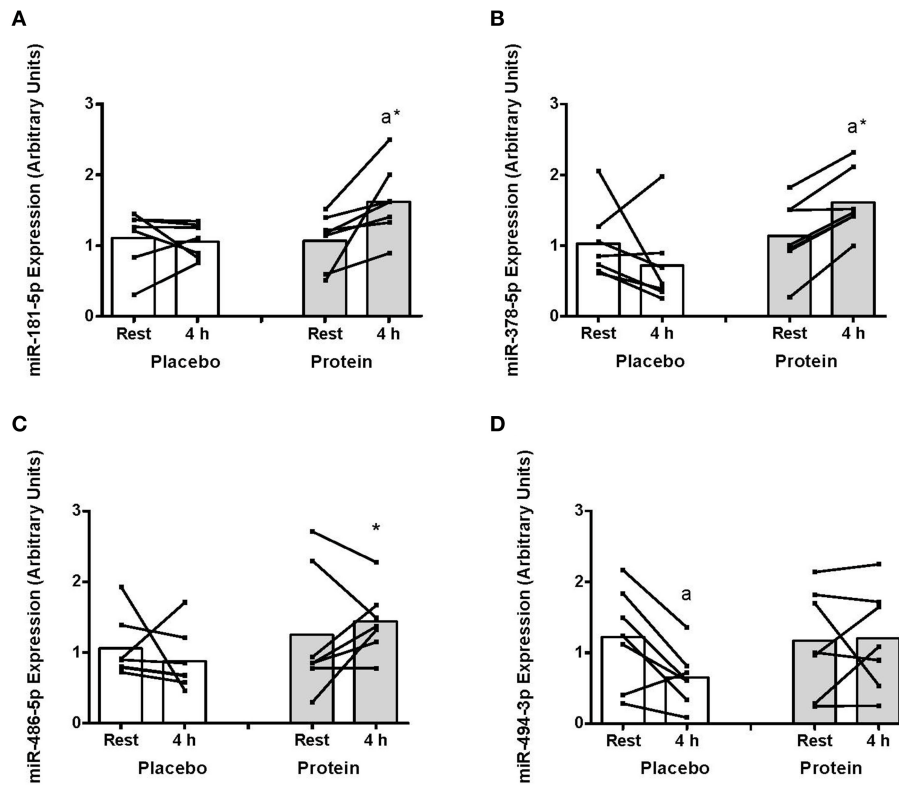 A
miR-181-5p Expression (Arbitrary Units)
3
2
1
0
a*
Rest 4 h Rest 4 h
Placebo Protein
B
miR-378-5p Expression (Arbitrary Units)
3
2
1
0
a*
Rest 4 h Rest 4 h
Placebo Protein
C
miR-486-5p Expression (Arbitrary Units)
3
2
1
0
*
Rest 4 h Rest 4 h
Placebo Protein
D
miR-494-3p Expression (Arbitrary Units)
3
2
1
0
a
Rest 4 h Rest 4 h
Placebo Protein